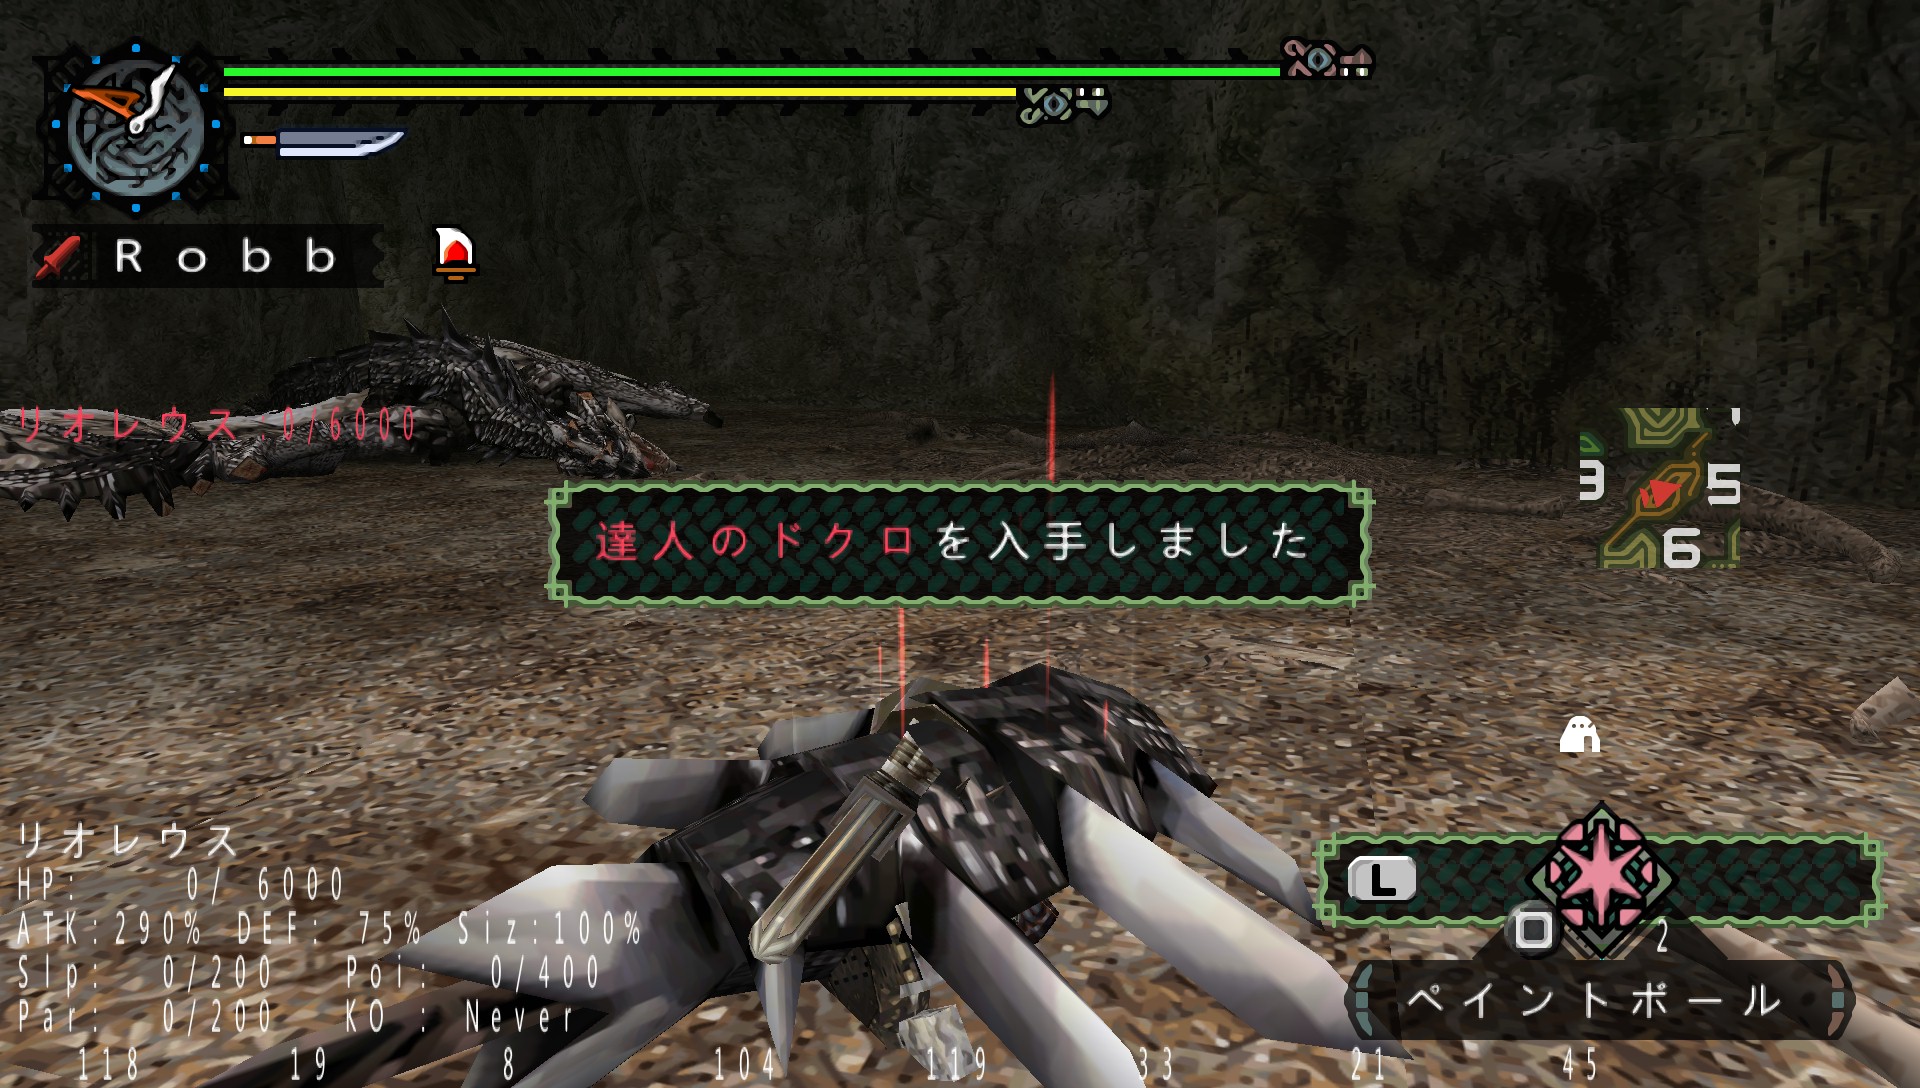 Robb
リオレウス:0/6000
3
5
6
達人のドクロを入手しました
リオレウス
HP: 0/ 6000
ATK:290% DEF: 75% Siz:100%
Slp: 0/200 Poi: 0/400
Par: 0/200 KO : Never
118 19 8 104 119 33 21 45
L
2
ペイントボール